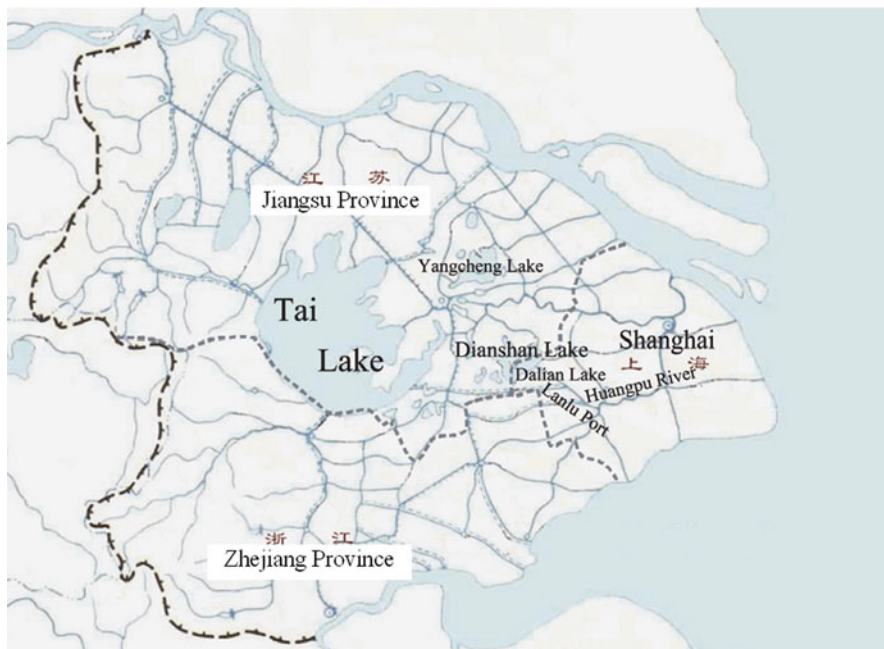 江 苏
Jiangsu Province
Yangcheng Lake
Tai
Lake
Shanghai
Dianshan Lake
上 海
Dalian Lake
Huangpu River
Lanlu Port
浙 江
Zhejiang Province